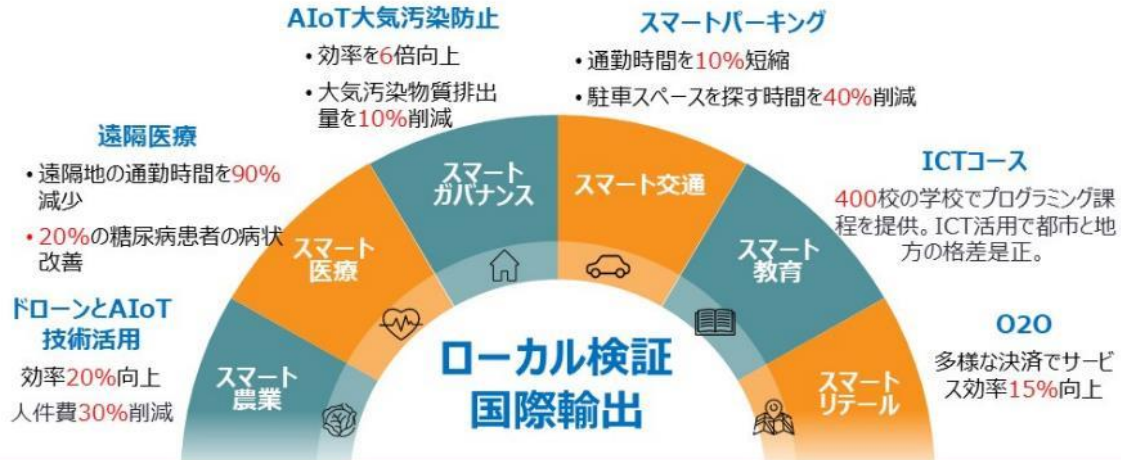 AIoT大気汚染防止
• 効率を6倍向上
• 大気汚染物質排出
量を10%削減
スマートパーキング
• 通勤時間を10%短縮
• 駐車スペースを探す時間を40%削減
遠隔医療
• 遠隔地の通勤時間を90%
減少
• 20%の糖尿病患者の病状
改善
ICTコース
400校の学校でプログラミング課
程を提供。ICT活用で都市と地
方の格差是正。
ドローンとAIoT
技術活用
効率20%向上
人件費30%削減
O2O
多様な決済でサービ
ス効率15%向上
スマート
農業
スマート
医療
スマート
ガバナンス
スマート交通
スマート
教育
スマート
リテール
ローカル検証
国際輸出